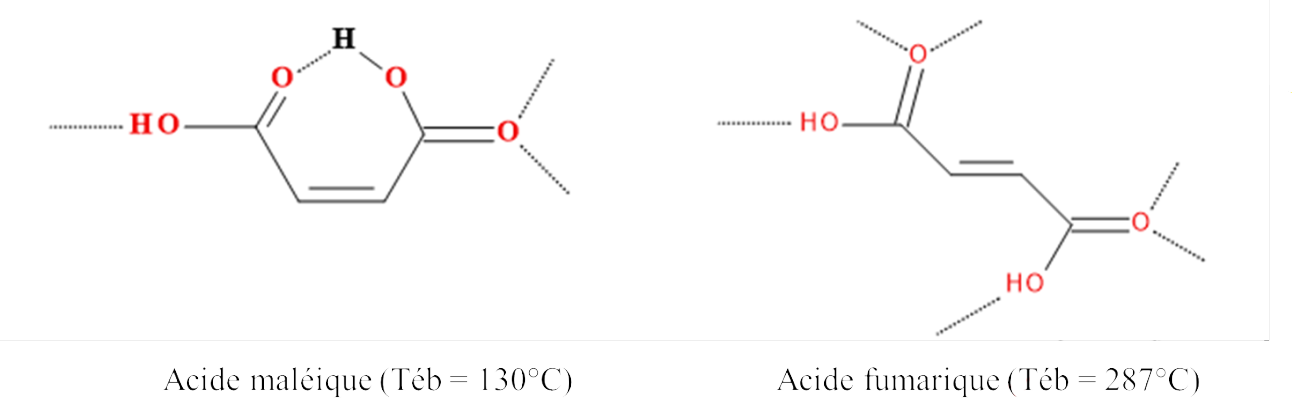 H
O
O
HO
O
O
HO
O
HO
Acide maléique (Téb = 130°C)
Acide fumarique (Téb = 287°C)